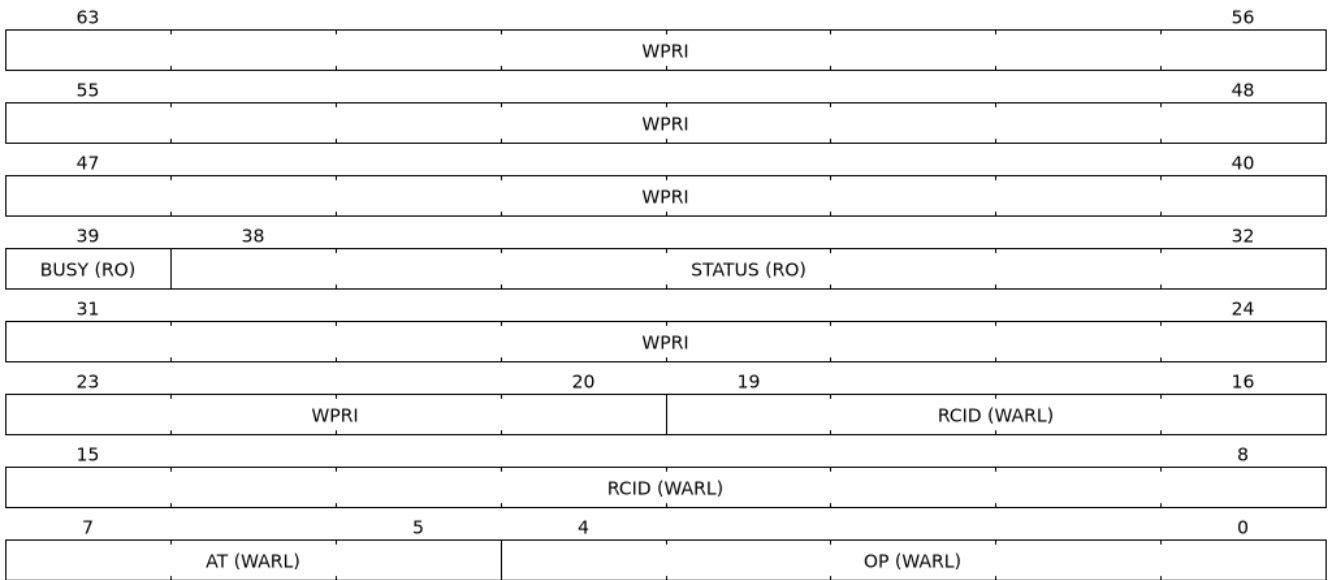 63 56
WPRI
55 48
WPRI
47 40
WPRI
39 38 32
BUSY (RO) STATUS (RO)
31 24
WPRI
23 20 19 16
WPRI RCID (WARL)
15 8
RCID (WARL)
7 5 4 0
AT (WARL) OP (WARL)